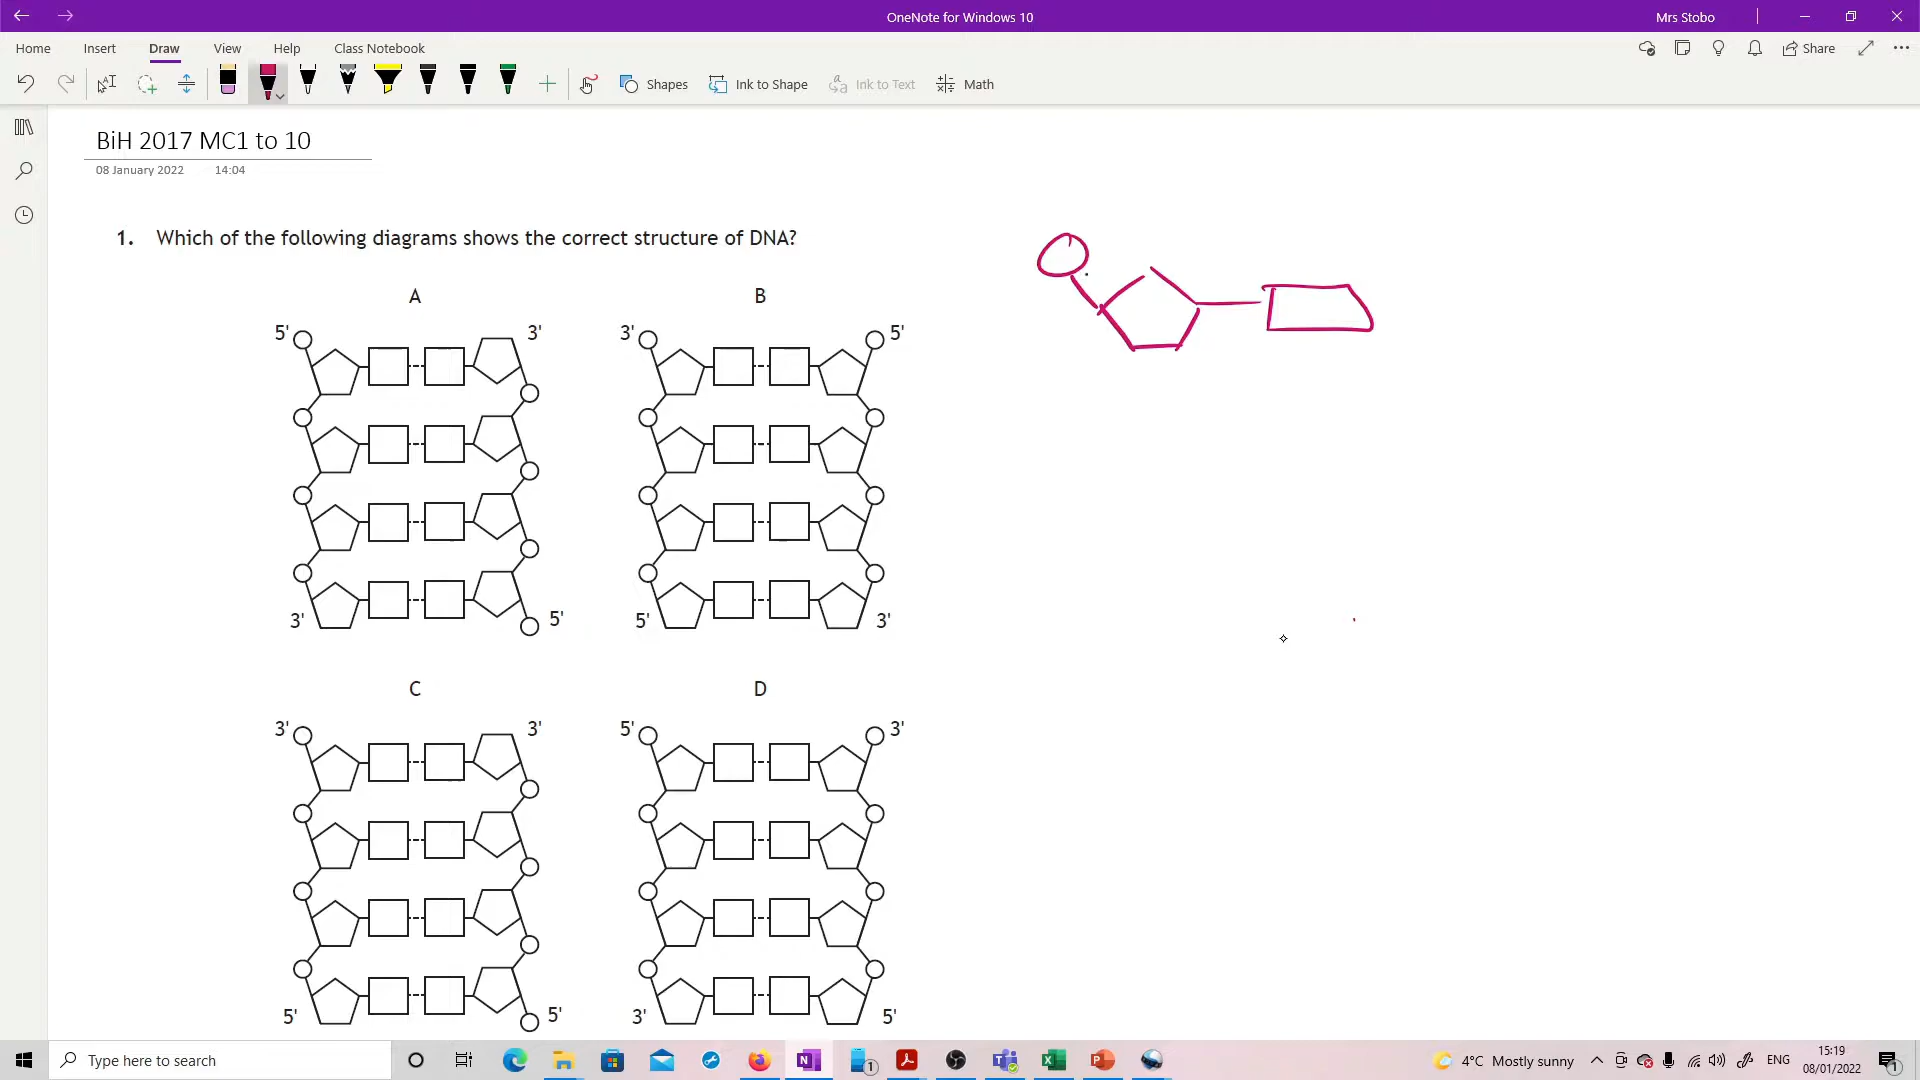 OneNote for Windows 10
Mrs Stobo
Home Insert Draw View Help Class Notebook
Share
Shapes Ink to Shape Ink to Text Math
BiH 2017 MC1 to 10
08 January 2022 14:04
1. Which of the following diagrams shows the correct structure of DNA?
A B
5' 3' 3' 5'
3' 5' 5' 3'
C D
3' 3' 5' 3'
5' 5' 3' 5'
Type here to search
1
4°C Mostly sunny
ENG
15:19
08/01/2022
1